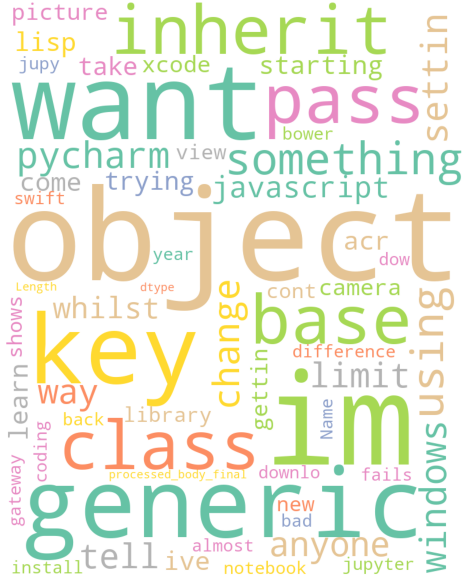 picture
inherit
settin
lisp
jupy
take
xcode
starting
want
pass
bower
pycharm
view
something
come
trying
javascript
swift
object
acr
year
dow
Length
dtype
cont
camera
whilst
change
base
using
shows
key
difference
limit
learn
way
gettin
im
Name
back
library
class
coding
windows
gateway
processed_body_final
downlo
fails
generic
new
bad
anyone
almost
tell
ive
install
notebook
jupyter